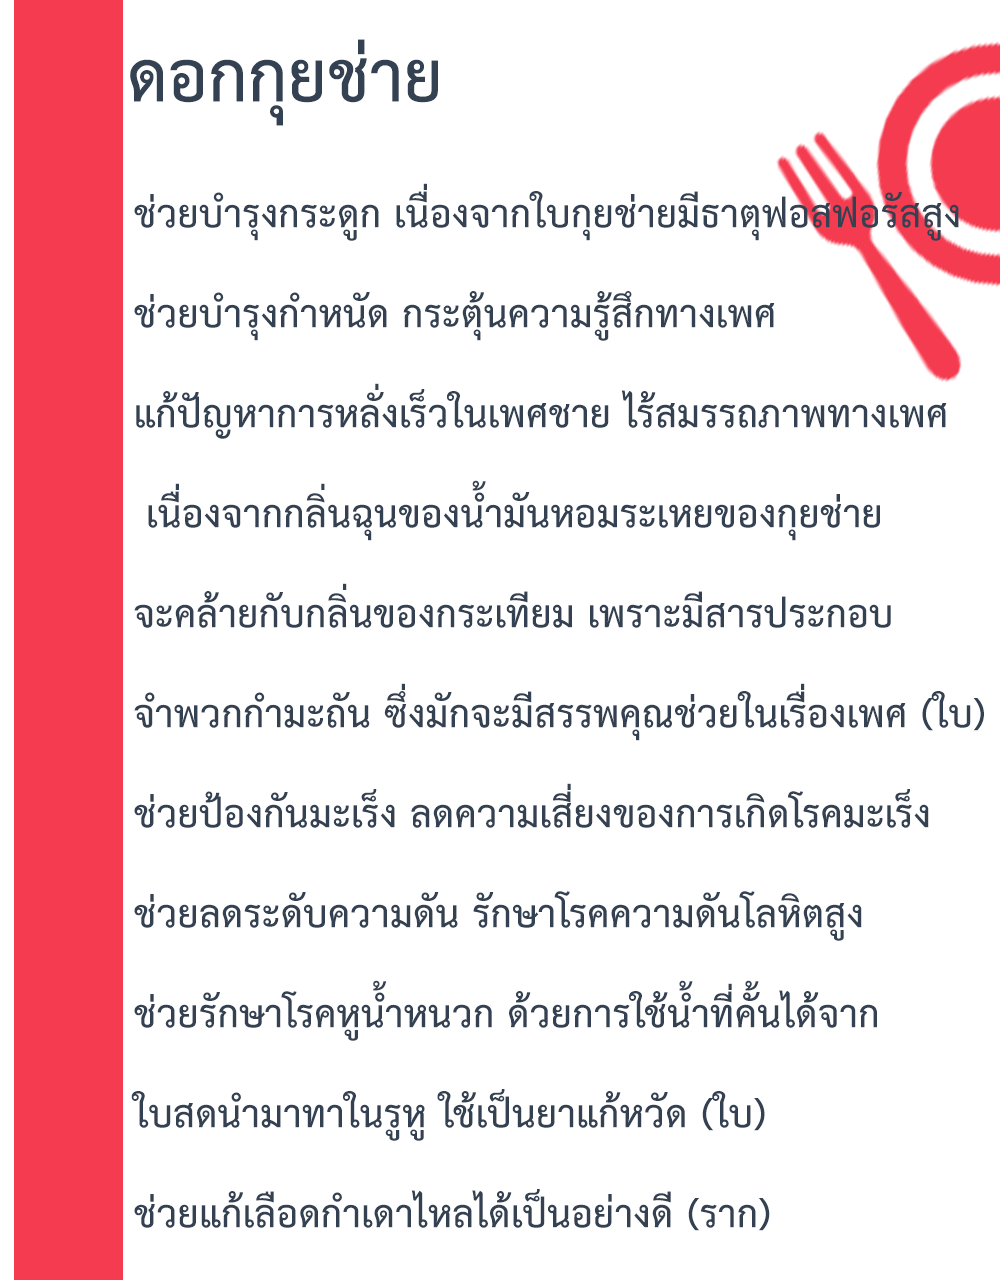 ดอกกุยช่าย
ช่วยบำรุงกระดูก เนื่องจากใบกุยช่ายมีธาตุฟอสฟอรัสสูง
ช่วยบำรุงกำหนัด กระตุ้นความรู้สึกทางเพศ
แก้ปัญหาการหลั่งเร็วในเพศชาย ไร้สมรรถภาพทางเพศ
เนื่องจากกลิ่นฉุนของน้ำมันหอมระเหยของกุยช่าย
จะคล้ายกับกลิ่นของกระเทียม เพราะมีสารประกอบ
จำพวกกำมะถัน ซึ่งมักจะมีสรรพคุณช่วยในเรื่องเพศ (ใบ)
ช่วยป้องกันมะเร็ง ลดความเสี่ยงของการเกิดโรคมะเร็ง
ช่วยลดระดับความดัน รักษาโรคความดันโลหิตสูง
ช่วยรักษาโรคหูน้ำหนวก ด้วยการใช้น้ำที่คั้นได้จาก
ใบสดนำมาทาในรูหู ใช้เป็นยาแก้หวัด (ใบ)
ช่วยแก้เลือดกำเดาไหลได้เป็นอย่างดี (ราก)